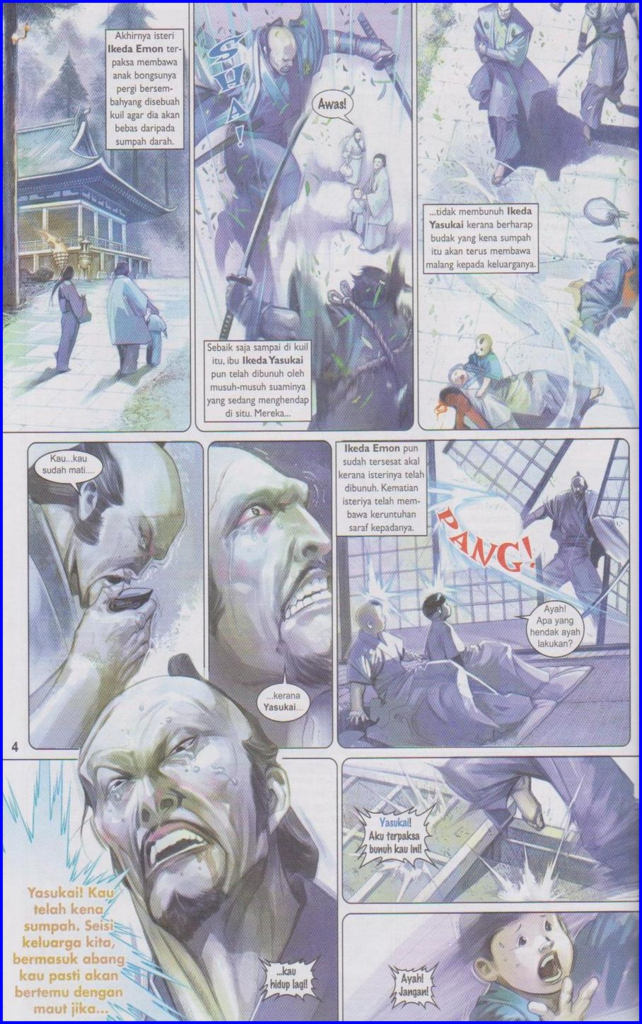 Akhirnya isteri
Ikeda Emon ter-
paksa membawa
anak bongsunya
pergi bersem-
bahyang disebuah
kuil agar dia akan
bebas daripada
sumpah darah.
SHA!
Awas!
Sebaik saja sampai di kuil
itu, ibu Ikeda Yasukai
pun telah dibunuh oleh
musuh-musuh suaminya
yang sedang menghendap
di situ. Mereka...
...tidak membunuh Ikeda
Yasukai kerana berharap
budak yang kena sumpah
itu akan terus membawa
malang kepada keluarganya.
Kau...kau
sudah mati....
...kerana
Yasukai...
Ikeda Emon pun
sudah tersesat akal
kerana isterinya telah
dibunuh. Kematian
isteriya telah mem-
bawa keruntuhan
saraf kepadanya.
PANG!
Ayah!
Apa yang
hendak ayah
lakukan?
4
Yasukai! Kau
telah kena
sumpah. Seisi
keluarga kita,
bermasuk abang
kau pasti akan
bertemu dengan
maut jika...
...kau
hidup lagi!
Yasukai!
Aku terpaksa
bunuh kau ini!
Ayah!
Jangan!